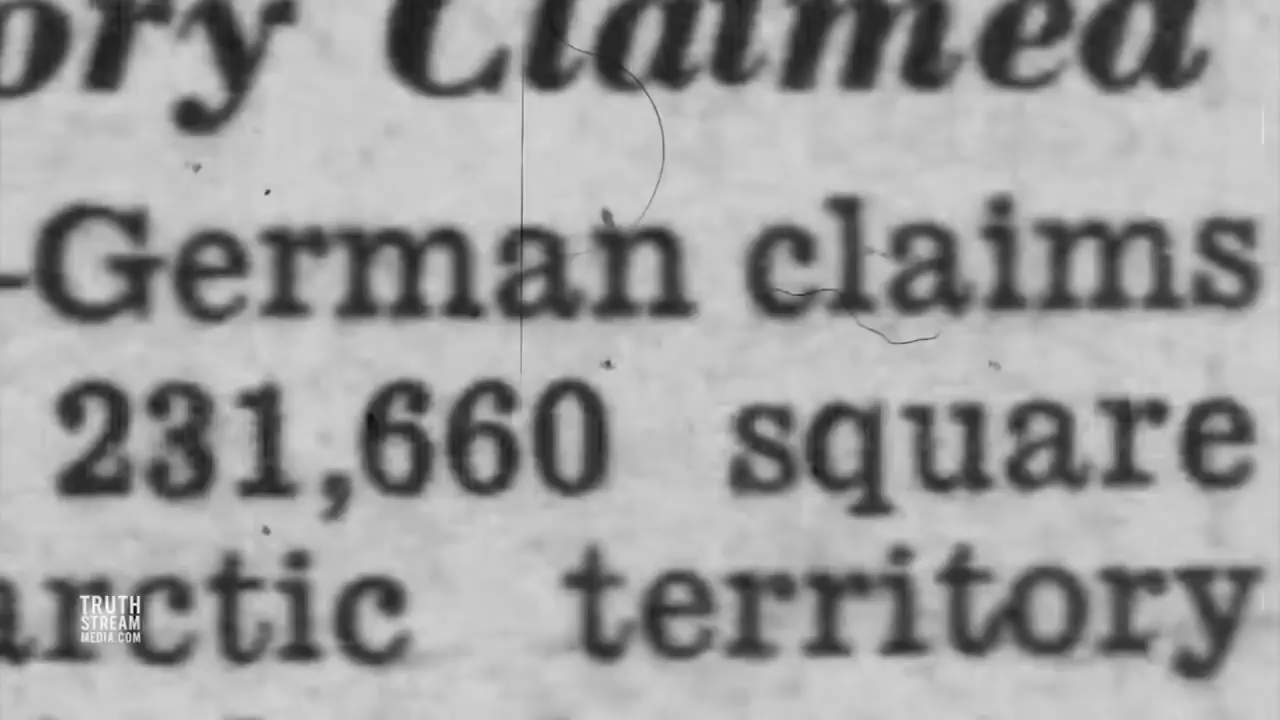 ory Claimed
-German claims
231,660 square
arctic territory
TRUTH
STREAM
MEDIA.COM